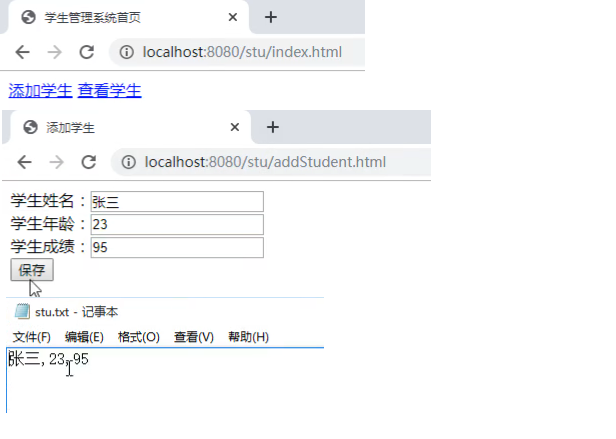 学生管理系统首页
localhost:8080/stu/index.html
添加学生 查看学生
添加学生
localhost:8080/stu/addStudent.html
学生姓名：张三
学生年龄：23
学生成绩：95
保存
stu.txt - 记事本
文件(F) 编辑(E) 格式(O) 查看(V) 帮助(H)
张三,23,95